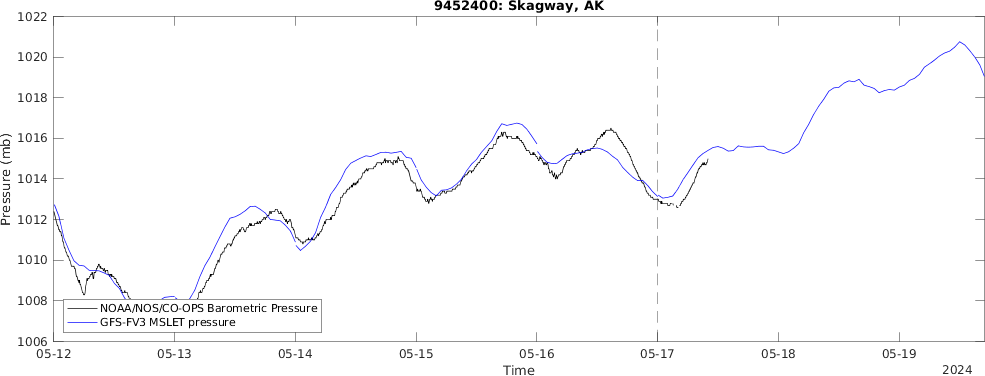 9452400: Skagway, AK
Pressure (mb)
1022
1020
1018
1016
1014
1012
1010
1008
1006
NOAA/NOS/CO-OPS Barometric Pressure
GFS-FV3 MSLET pressure
05-12 05-13 05-14 05-15 05-16 05-17 05-18 05-19
Time
2024